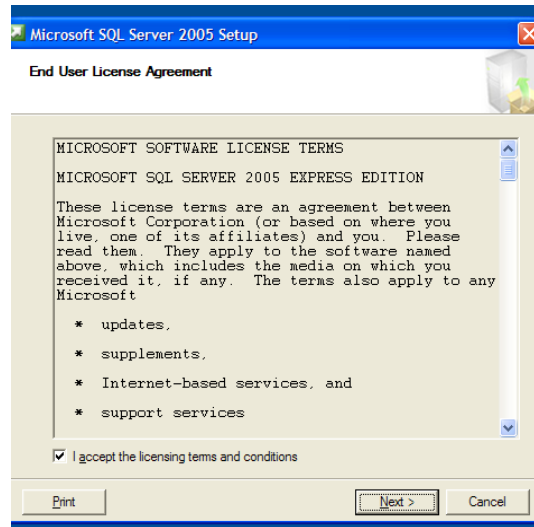 Microsoft SQL Server 2005 Setup
End User License Agreement
MICROSOFT SOFTWARE LICENSE TERMS
MICROSOFT SQL SERVER 2005 EXPRESS EDITION
These license terms are an agreement between
Microsoft Corporation (or based on where you
live, one of its affiliates) and you. Please
read them. They apply to the software named
above, which includes the media on which you
received it, if any. The terms also apply to any
Microsoft
* updates,
* supplements,
* Internet-based services, and
* support services
I accept the licensing terms and conditions
Print
Next >
Cancel